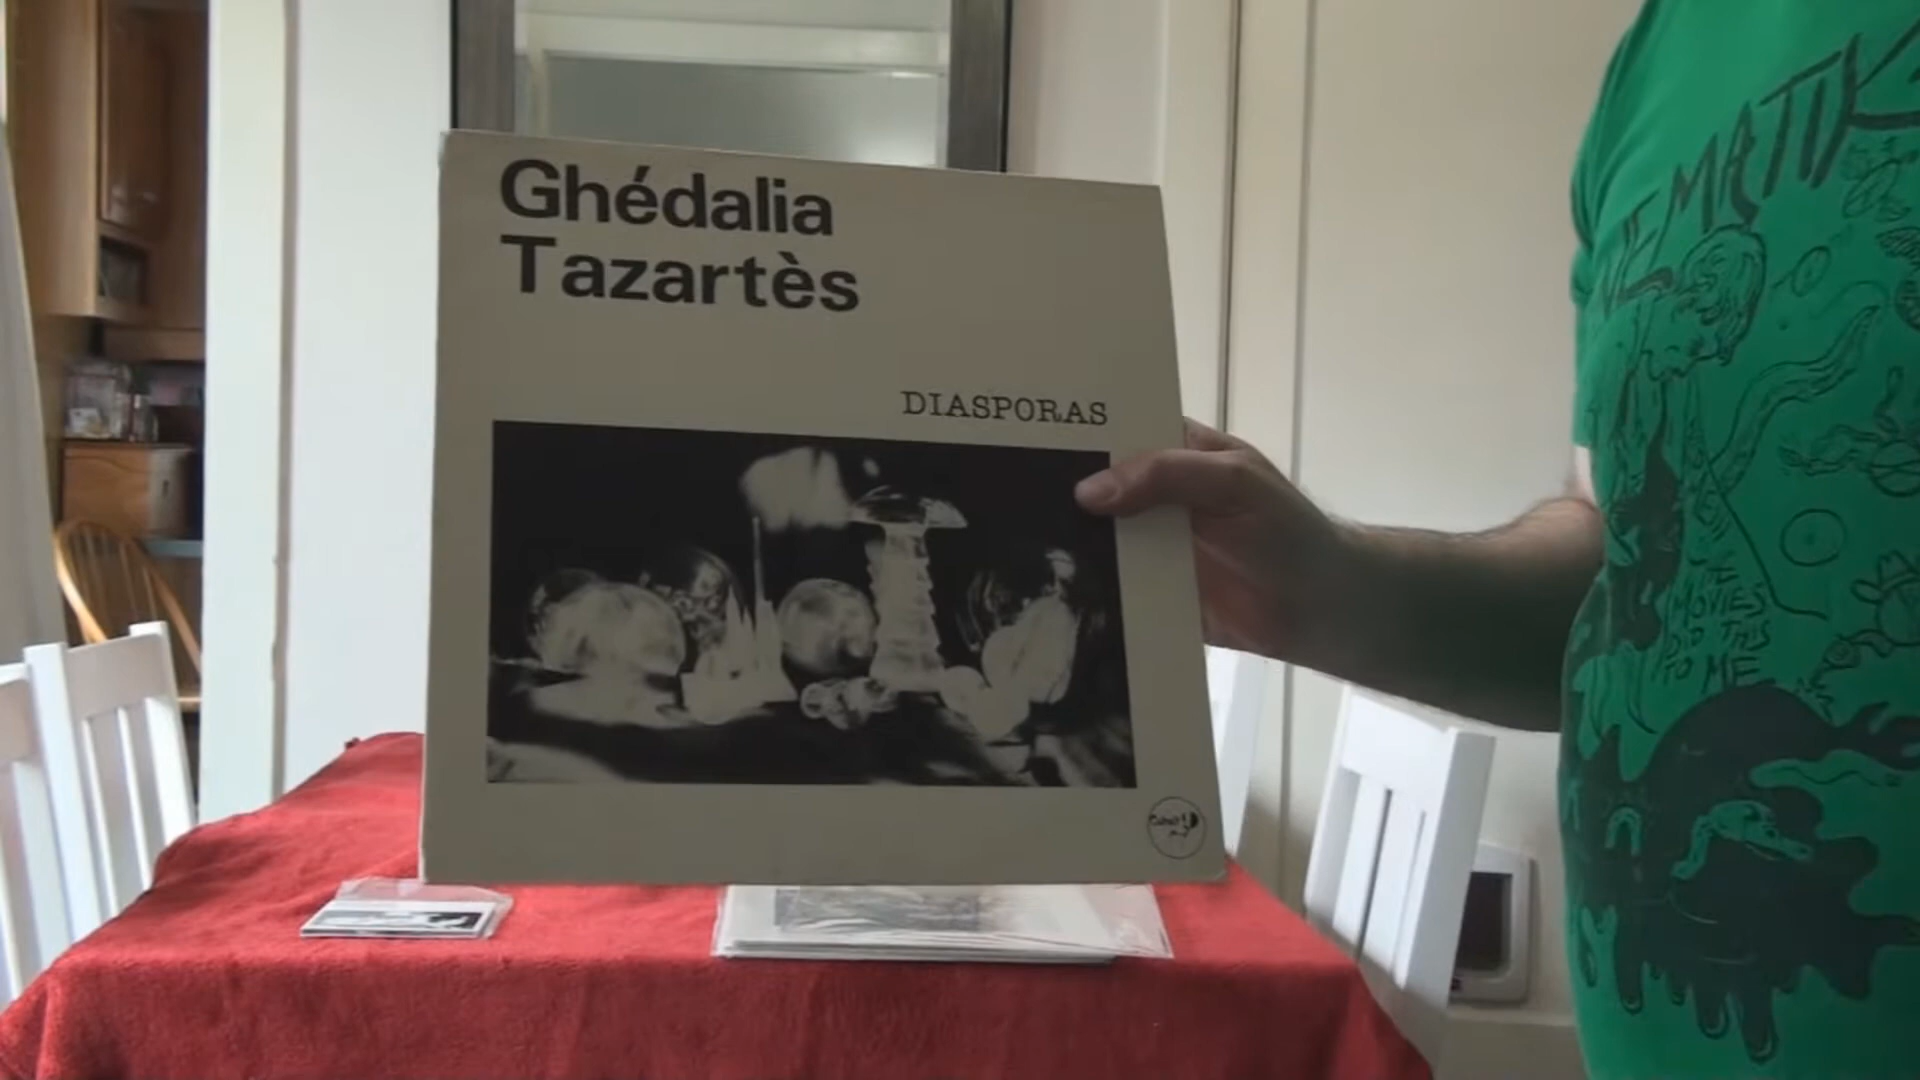 Ghédalia
Tazartès
DIASPORAS
MOVIES
DID THIS
TO ME